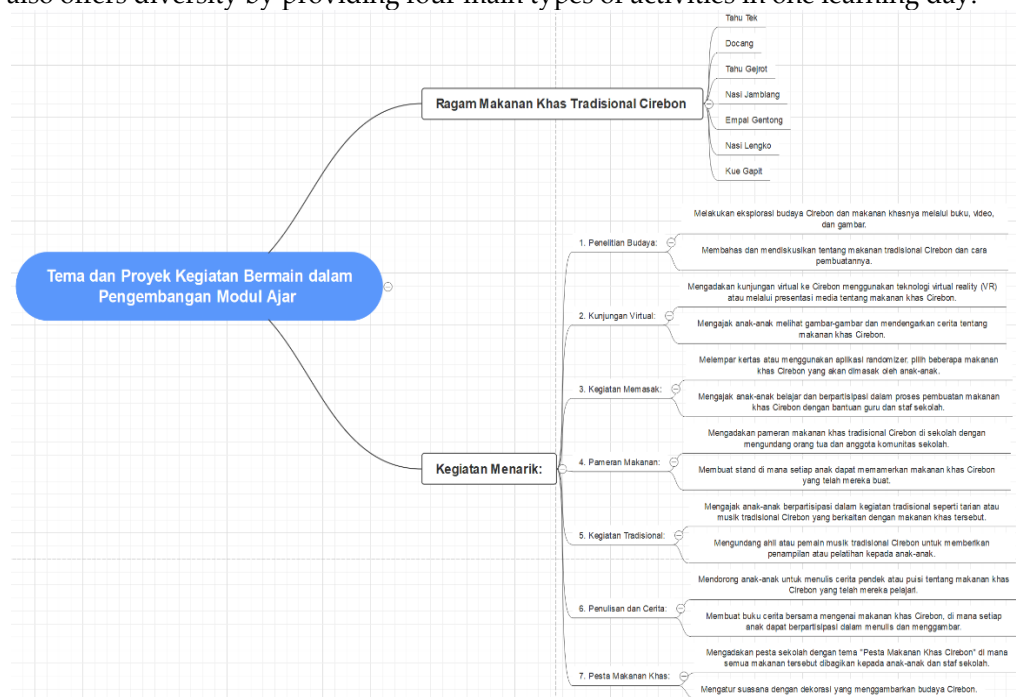 also offers diversity by providing four main types of activities in one learning day.
Tahu Tek
Docang
Tahu Gejrot
Nasi Jamblang
Empal Gentong
Nasi Lengko
Kue Gapit
Ragam Makanan Khas Tradisional Cirebon
Tema dan Proyek Kegiatan Bermain dalam
Pengembangan Modul Ajar
Kegiatan Menarik:
1. Penelitian Budaya:
Melakukan eksplorasi budaya Cirebon dan makanan khasnya melalui buku, video,
dan gambar.
Membahas dan mendiskusikan tentang makanan tradisional Cirebon dan cara
pembuatannya.
2. Kunjungan Virtual:
Mengadakan kunjungan virtual ke Cirebon menggunakan teknologi virtual reality (VR)
atau melalui presentasi media tentang makanan khas Cirebon.
Mengajak anak-anak melihat gambar-gambar dan mendengarkan cerita tentang
makanan khas Cirebon.
3. Kegiatan Memasak:
Melempar kertas atau menggunakan aplikasi randomizer, pilih beberapa makanan
khas Cirebon yang akan dimasak oleh anak-anak.
Mengajak anak-anak belajar dan berpartisipasi dalam proses pembuatan makanan
khas Cirebon dengan bantuan guru dan staf sekolah.
4. Pameran Makanan:
Mengadakan pameran makanan khas tradisional Cirebon di sekolah dengan
mengundang orang tua dan anggota komunitas sekolah.
Membuat stand di mana setiap anak dapat memamerkan makanan khas Cirebon
yang telah mereka buat.
5. Kegiatan Tradisional:
Mengajak anak-anak berpartisipasi dalam kegiatan tradisional seperti tarian atau
musik tradisional Cirebon yang berkaitan dengan makanan khas tersebut.
Mengundang ahli atau pemain musik tradisional Cirebon untuk memberikan
penampilan atau pelatihan kepada anak-anak.
6. Penulisan dan Cerita:
Mendorong anak-anak untuk menulis cerita pendek atau puisi tentang makanan khas
Cirebon yang telah mereka pelajari.
Membuat buku cerita bersama mengenai makanan khas Cirebon, di mana setiap
anak dapat berpartisipasi dalam menulis dan menggambar.
7. Pesta Makanan Khas:
Mengadakan pesta sekolah dengan tema "Pesta Makanan Khas Cirebon" di mana
semua makanan tersebut dibagikan kepada anak-anak dan staf sekolah.
Mengatur suasana dengan dekorasi yang menggambarkan budaya Cirebon.